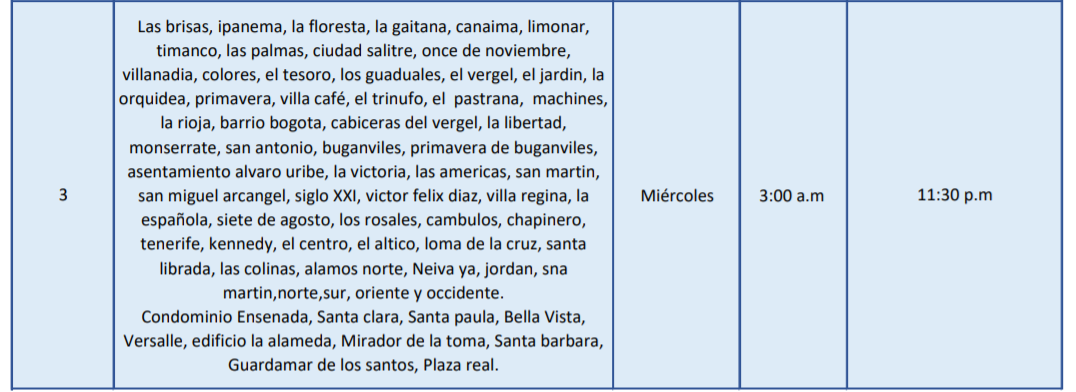 3
Las brisas, ipanema, la floresta, la gaitana, canaima, limonar,
timanco, las palmas, ciudad salitre, once de noviembre,
villanadia, colores, el tesoro, los guaduales, el vergel, el jardin, la
orquidea, primavera, villa café, el trinufo, el  pastrana,  machines,
la rioja, barrio bogota, cabiceras del vergel, la libertad,
monserrate, san antonio, buganviles, primavera de buganviles,
asentamiento alvaro uribe, la victoria, las americas, san martin,
san miguel arcangel, siglo XXI, victor felix diaz, villa regina, la
española, siete de agosto, los rosales, cambulos, chapinero,
tenerife, kennedy, el centro, el altico, loma de la cruz, santa
librada, las colinas, alamos norte, Neiva ya, jordan, sna
martin,norte,sur, oriente y occidente.
Condominio Ensenada, Santa clara, Santa paula, Bella Vista,
Versalle, edificio la alameda, Mirador de la toma, Santa barbara,
Guardamar de los santos, Plaza real.
Miércoles
3:00 a.m
11:30 p.m